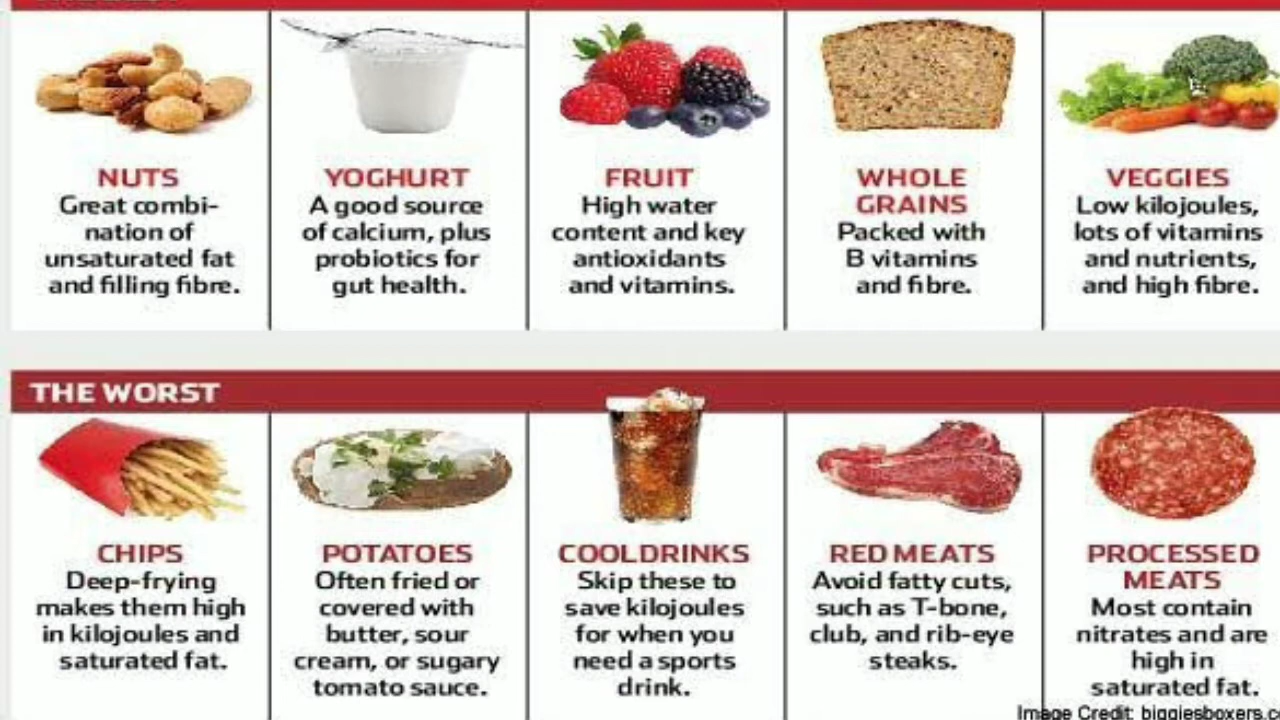 NUTS
Great combi-
nation of
unsaturated fat
and filling fibre.
YOGHURT
A good source
of calcium, plus
probiotics for
gut health.
FRUIT
High water
content and key
antioxidants
and vitamins.
WHOLE
GRAINS
Packed with
B vitamins
and fibre.
VEGGIES
Low kilojoules,
lots of vitamins
and nutrients,
and high fibre.
THE WORST
CHIPS
Deep-frying
makes them high
in kilojoules and
saturated fat.
POTATOES
Often fried or
covered with
butter, sour
cream, or sugary
tomato sauce.
COOLDRINKS
Skip these to
save kilojoules
for when you
need a sports
drink.
RED MEATS
Avoid fatty cuts,
such as T-bone,
club, and rib-eye
steaks.
PROCESSED
MEATS
Most contain
nitrates and are
high in
saturated fat.
Image Credit: biggiesboxers.c